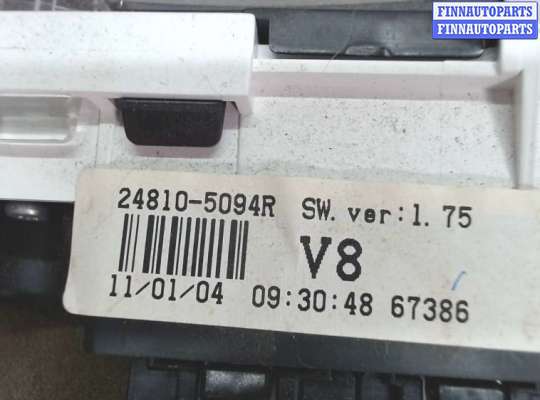 FINNAUTOPARTS
FINNAUTOPARTS
24810-5094R SW. ver:1.75
V8
11/01/04 09:30:48 67386